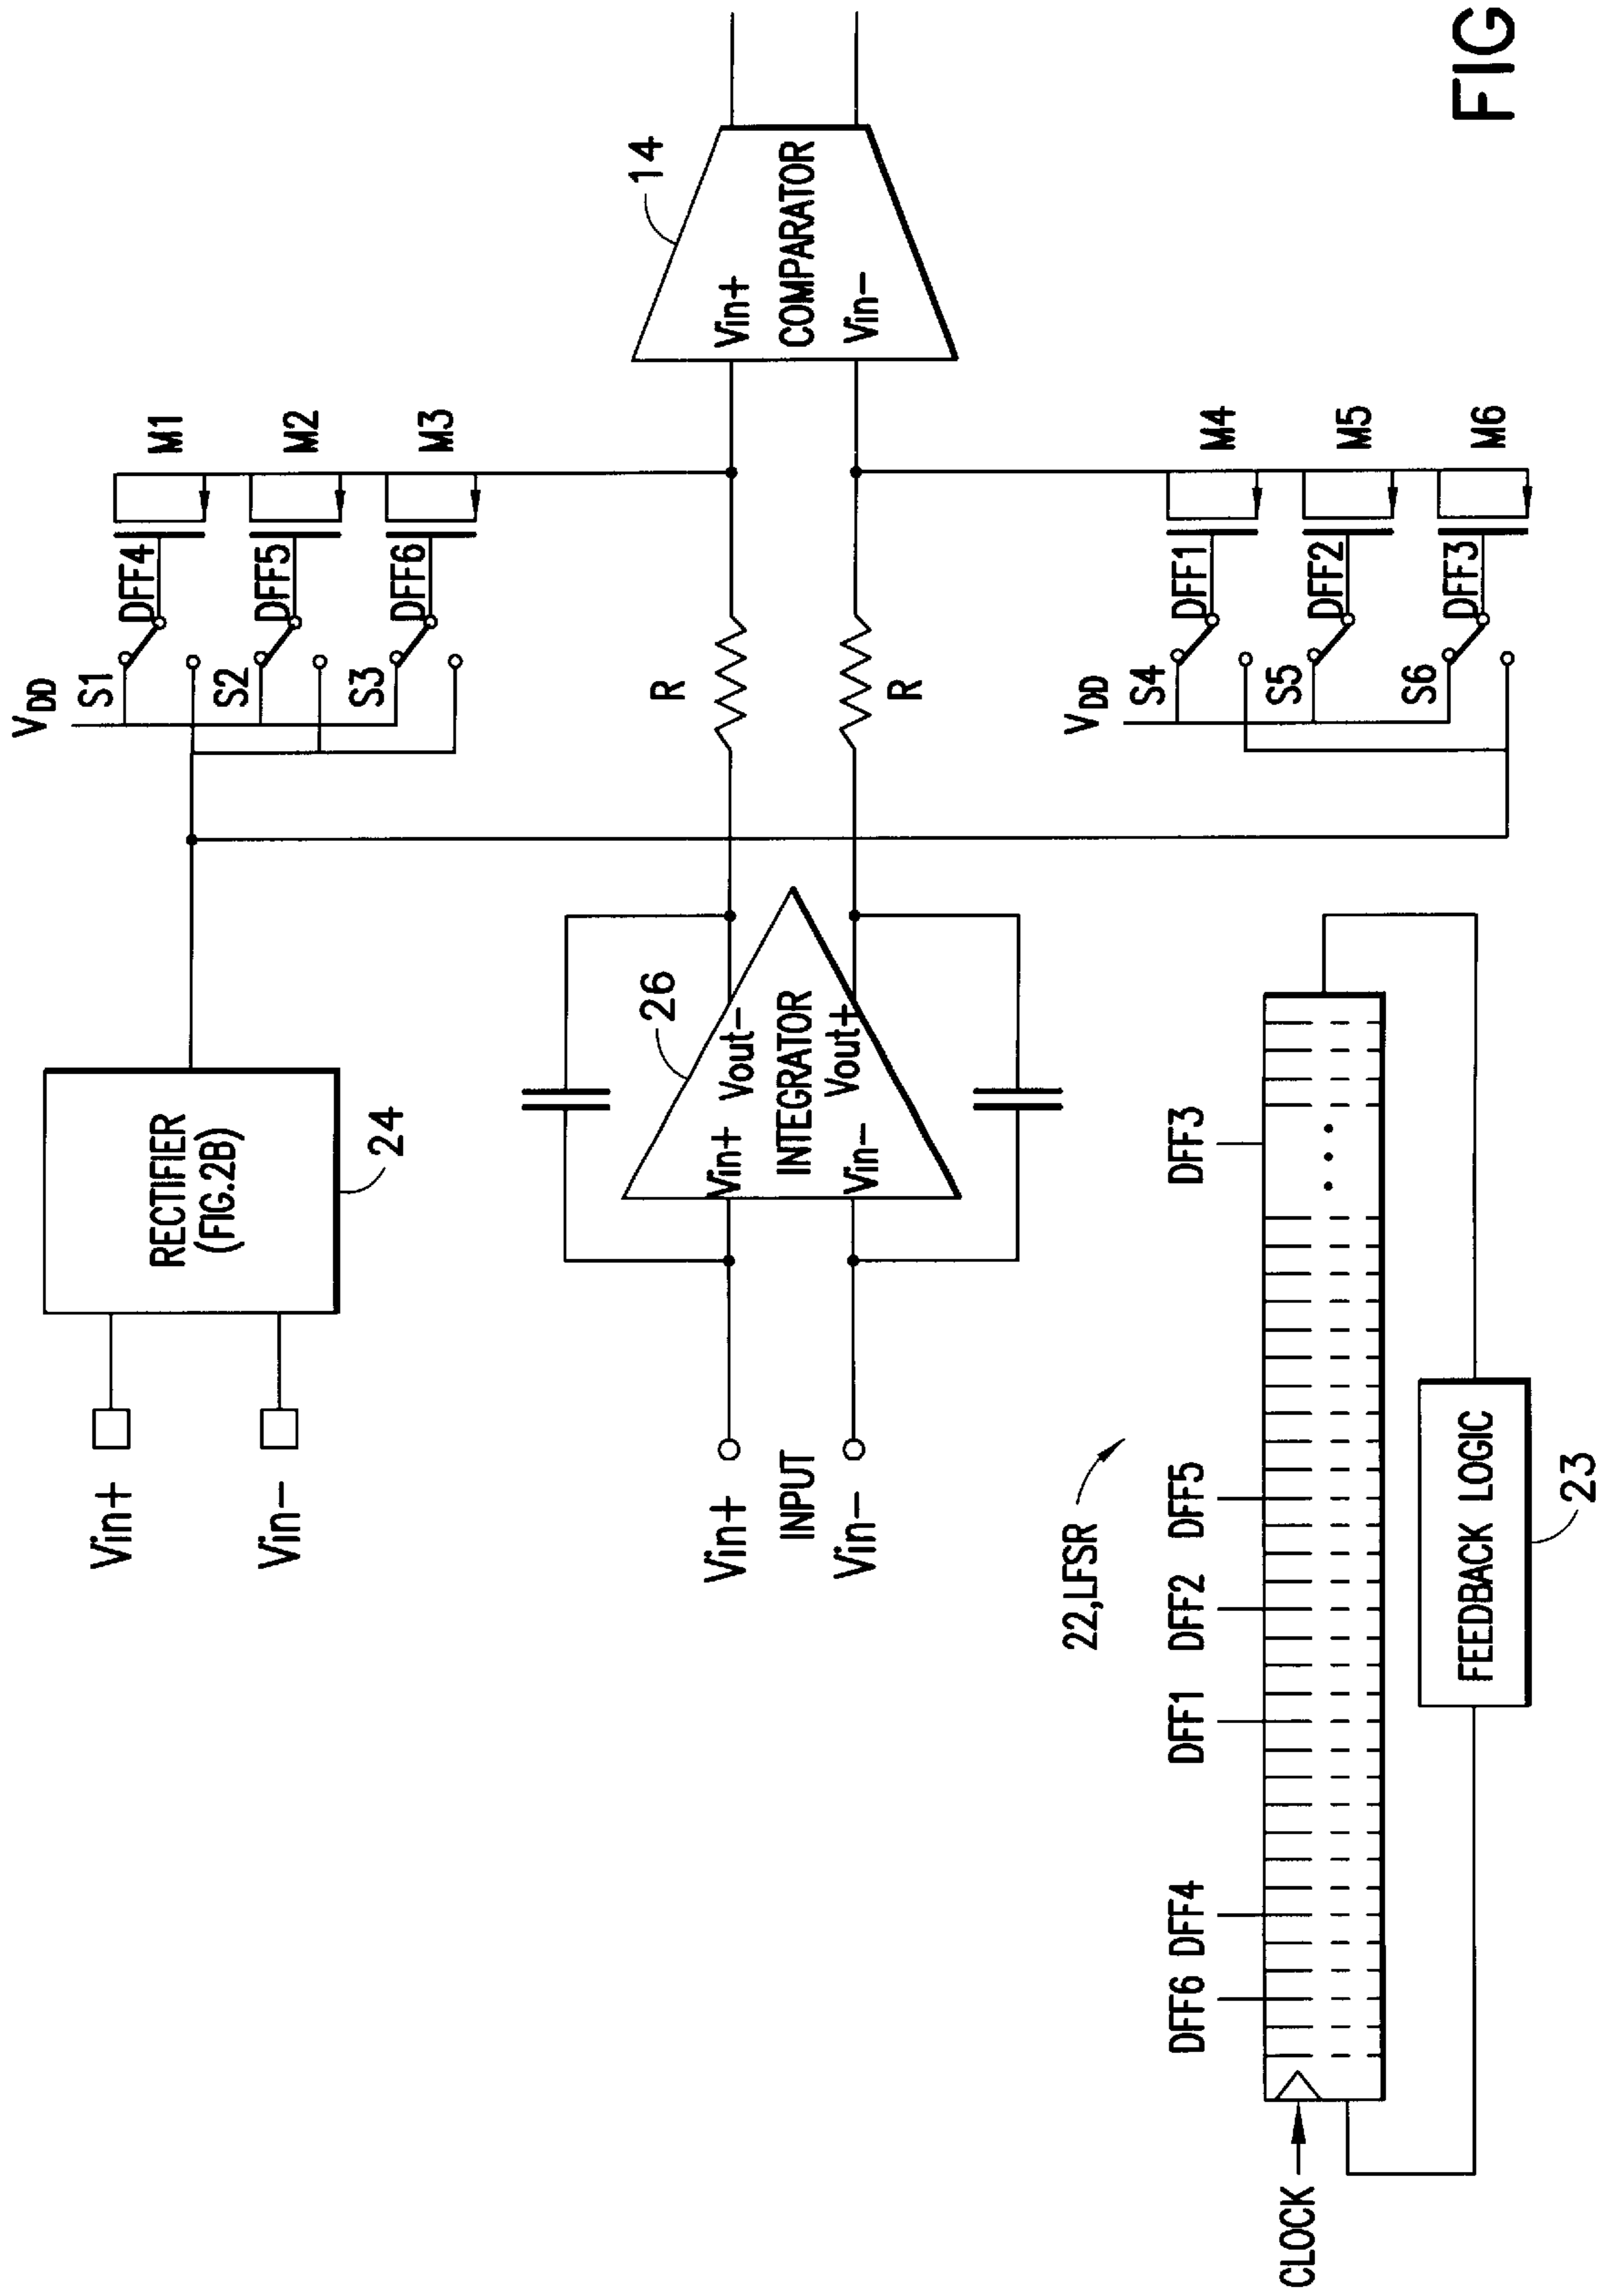 Vin+
Vin-
RECTIFIER
(FIG.2B)
24
VDD
S1
S2
S3
DFF4
DFF5
DFF6
M1
M2
M3
Vin+
INPUT
Vin-
26
Vin+
Vout-
INTEGRATOR
Vin-
Vout+
R
R
14
Vin+
COMPARATOR
Vin-
VDD
S4
S5
S6
DFF1
DFF2
DFF3
M4
M5
M6
22,LFSR
DFF6
DFF4
DFF1
DFF2
DFF5
DFF3
CLOCK
FEEDBACK LOGIC
23
FIG